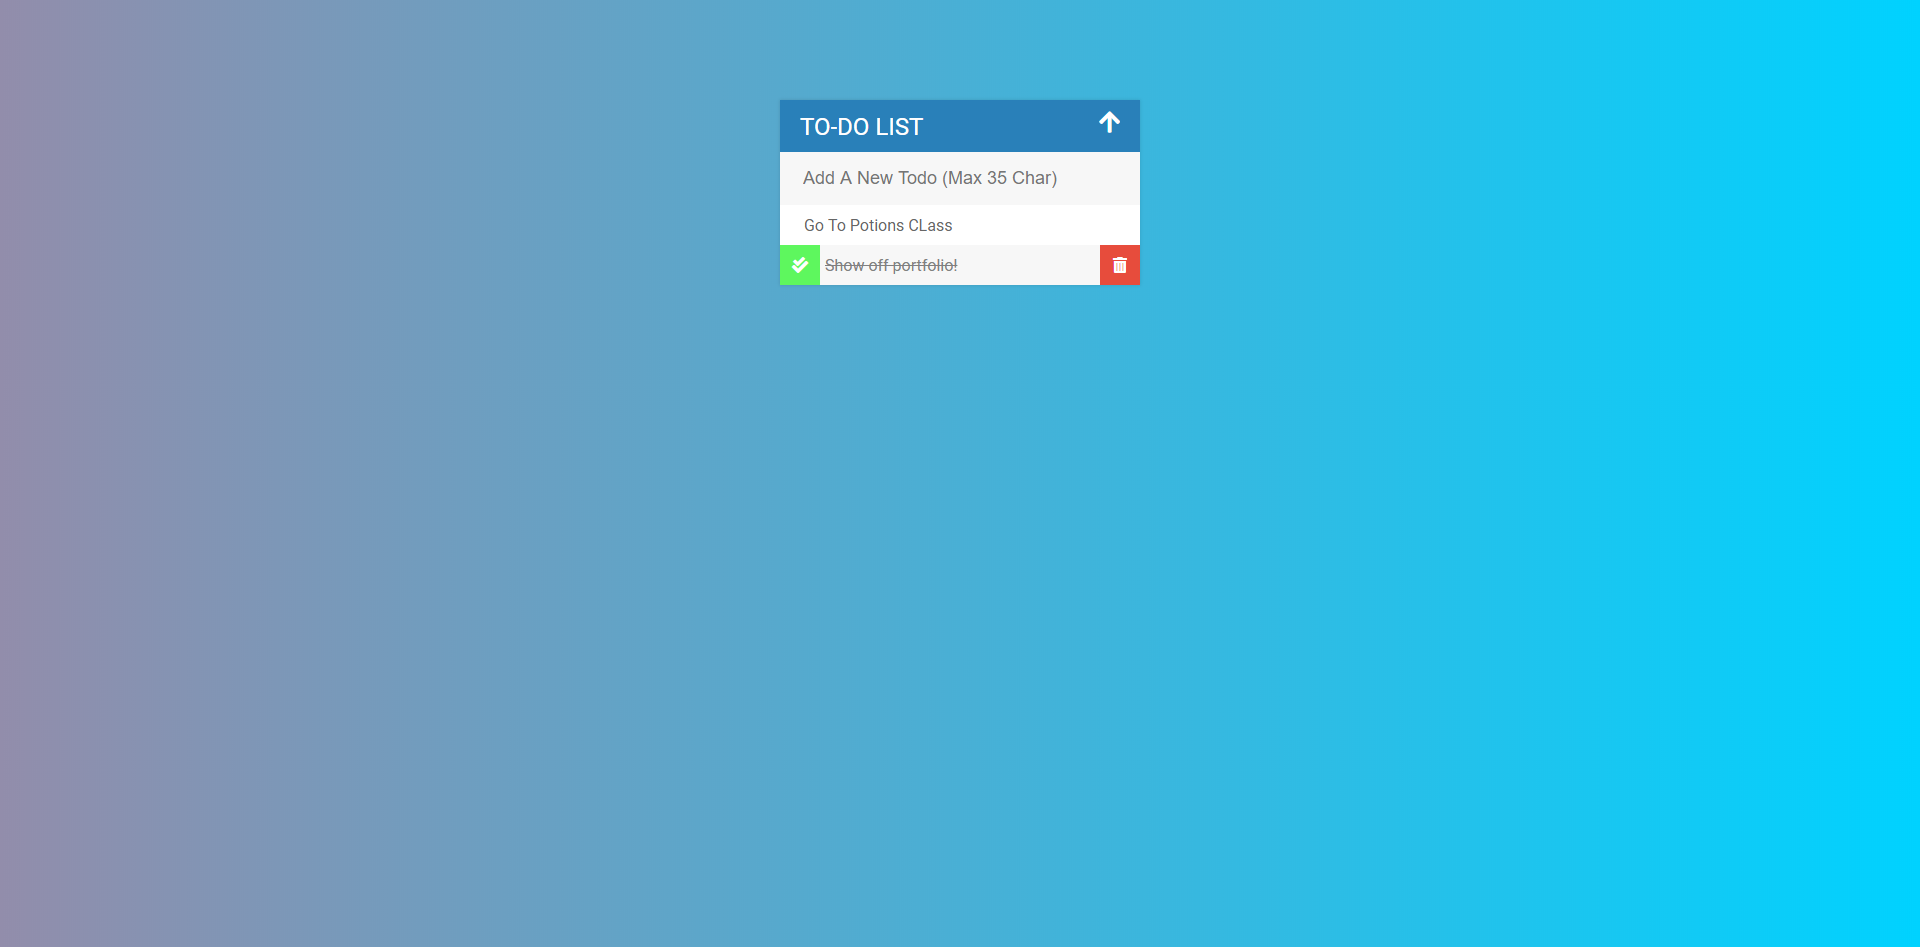 TO-DO LIST
Add A New Todo (Max 35 Char)
Go To Potions CLass
Show off portfolio!